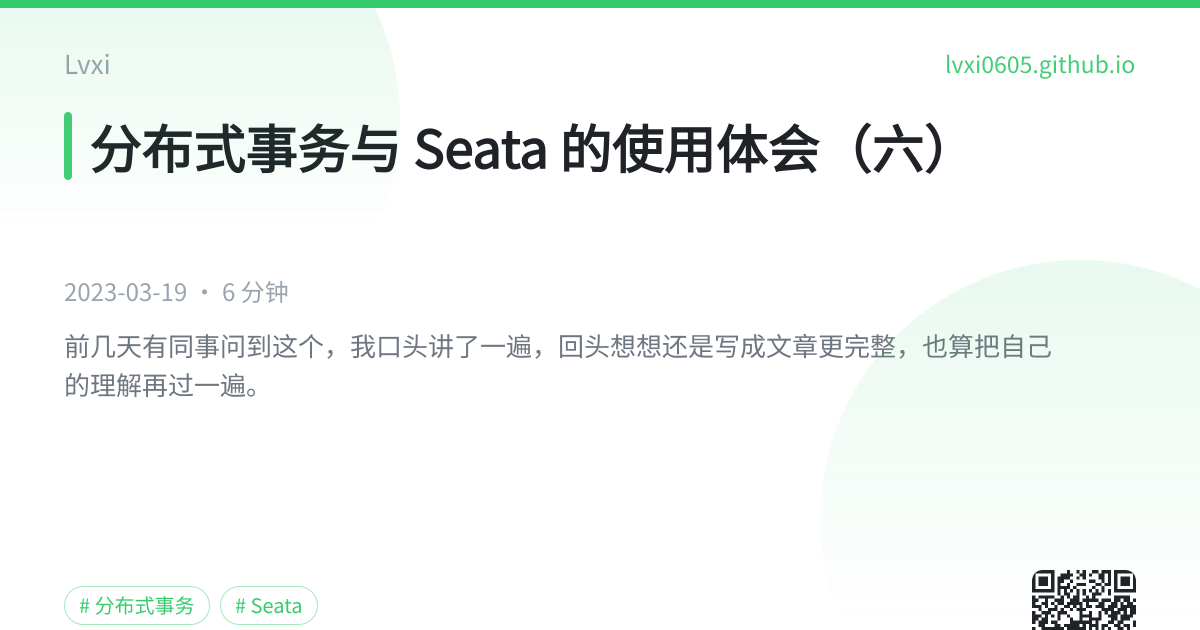 Lvxi
lvxi0605.github.io
分布式事务与 Seata 的使用体会（六）
2023-03-19 · 6 分钟
前几天有同事问到这个，我口头讲了一遍，回头想想还是写成文章更完整，也算把自己
的理解再过一遍。
# 分布式事务
# Seata